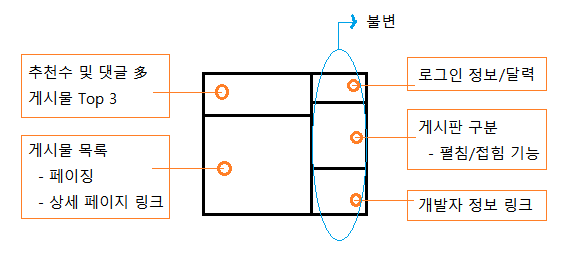 불변
추천수 및 댓글 多
게시물 Top 3
게시물 목록
- 페이징
- 상세 페이지 링크
로그인 정보/달력
게시판 구분
- 펼침/접힘 기능
개발자 정보 링크